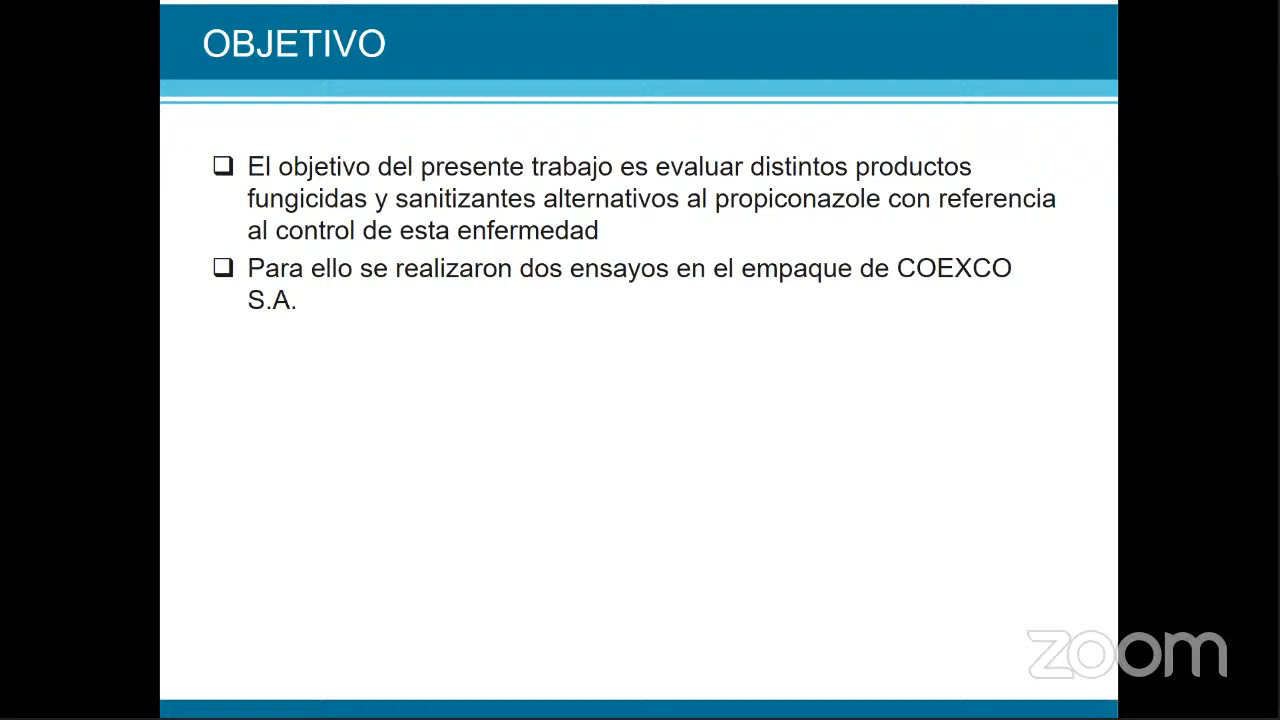 OBJETIVO
El objetivo del presente trabajo es evaluar distintos productos
fungicidas y sanitizantes alternativos al propiconazole con referencia
al control de esta enfermedad
Para ello se realizaron dos ensayos en el empaque de COEXCO
S.A.
zoom